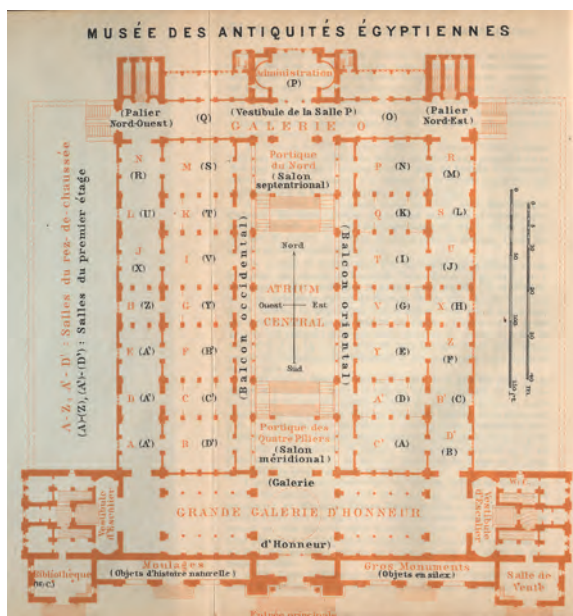 MUSÉE DES ANTIQUITÉS ÉGYPTIENNES
Administration
(P)
(Palier
Nord-Ouest)
(Q)
(Vestibule de la Salle P)
(O)
(Palier
Nord-Est)
GALERIE O
N
(R)
M (S)
Portique
du Nord
(Salon
septentrional)
P (N)
R
(M)
L (U)
K (T)
Q (K)
S (L)
J
(X)
I (V)
T (I)
U
(J)
Nord
Ouest
Est
Sud
ATRIUM
CENTRAL
(Balcon occidental)
(Balcon oriental)
H (Z)
G (Y)
V (G)
X (H)
E (A')
F (B')
Y (E)
Z
(F)
B (A')
C (C')
A' (D)
B' (C)
A (A')
B (D')
Portique des
Quatre Piliers
(Salon
méridional)
C' (A)
D'
(B)
A-Z, A'-D' : Salles du rez-de-chaussée
(A)-(Z), (A')-(D') : Salles du premier étage
(Galerie
GRANDE GALERIE D'HONNEUR
d'Honneur)
Vestibule
d'Escalier
Vestibule
d'Escalier
Moulages
(Objets d'histoire naturelle)
Gros Monuments
(Objets en silex)
Bibliothèque
(w.c.)
Salle de
Vente
Entrée principale